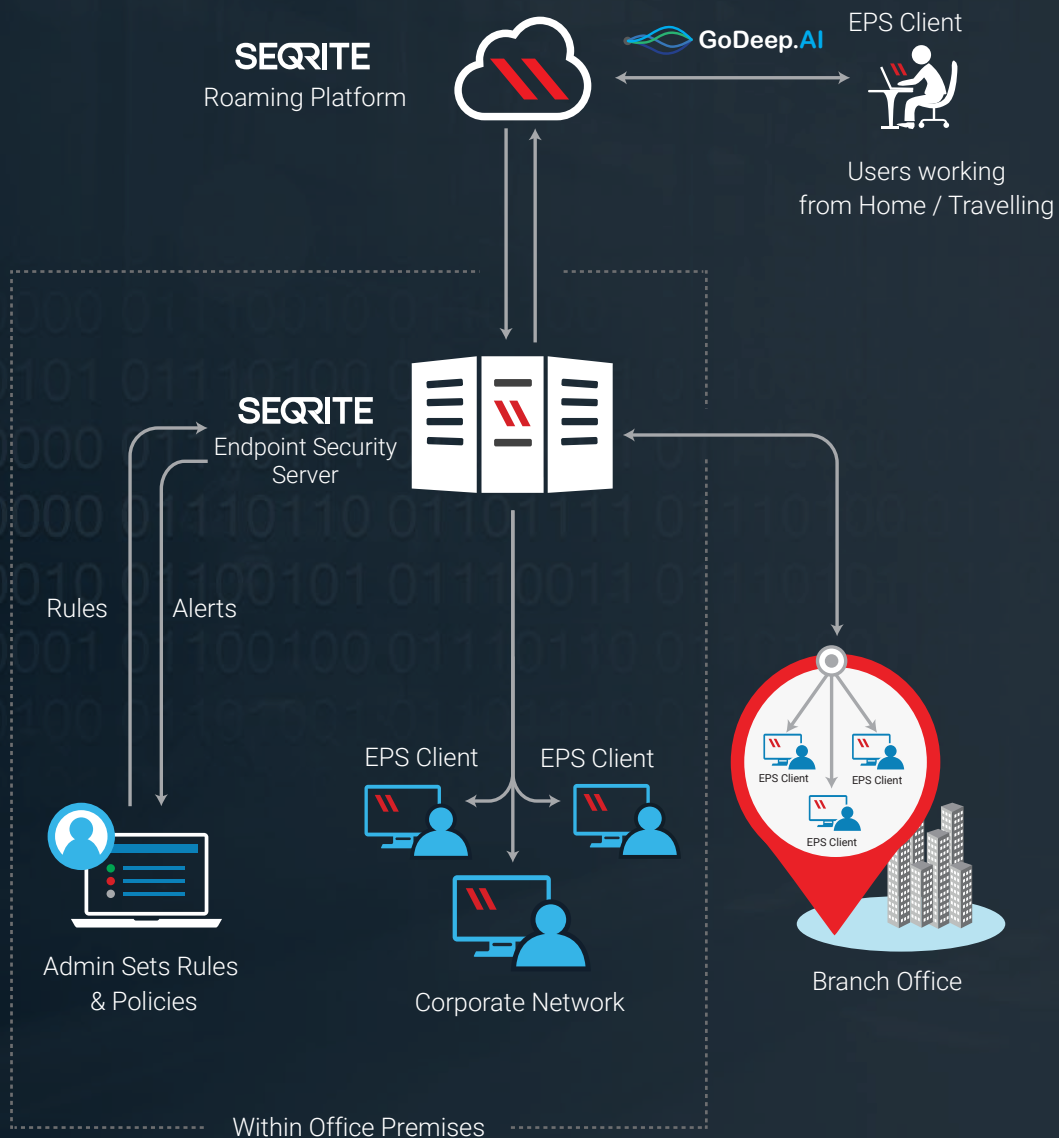 SEQRITE
Roaming Platform
GoDeep.AI
EPS Client
Users working
from Home / Travelling
SEQRITE
Endpoint Security
Server
Rules
Alerts
EPS Client
EPS Client
EPS Client
EPS Client
EPS Client
Admin Sets Rules
& Policies
Corporate Network
Branch Office
Within Office Premises